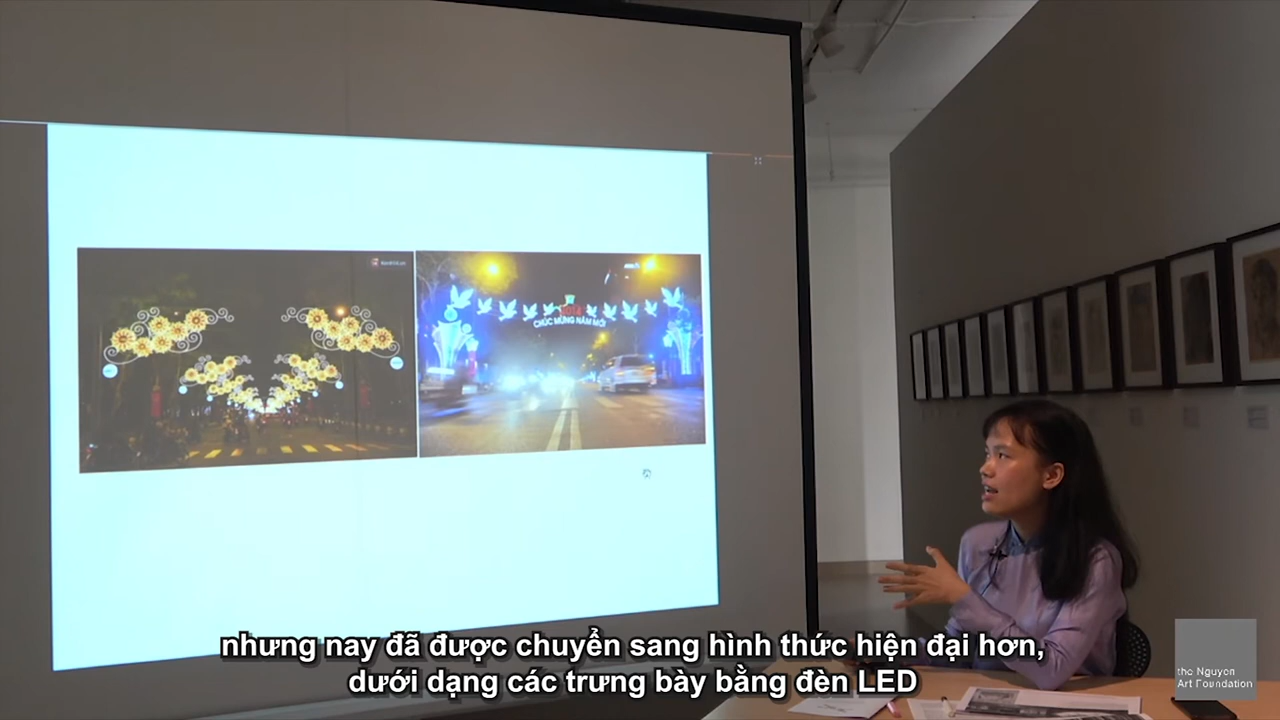 CHÚC MỪNG NĂM MỚI
nhưng nay đã được chuyển sang hình thức hiện đại hơn,
dưới dạng các trưng bày bằng đèn LED
the Nguyen
Art Foundation